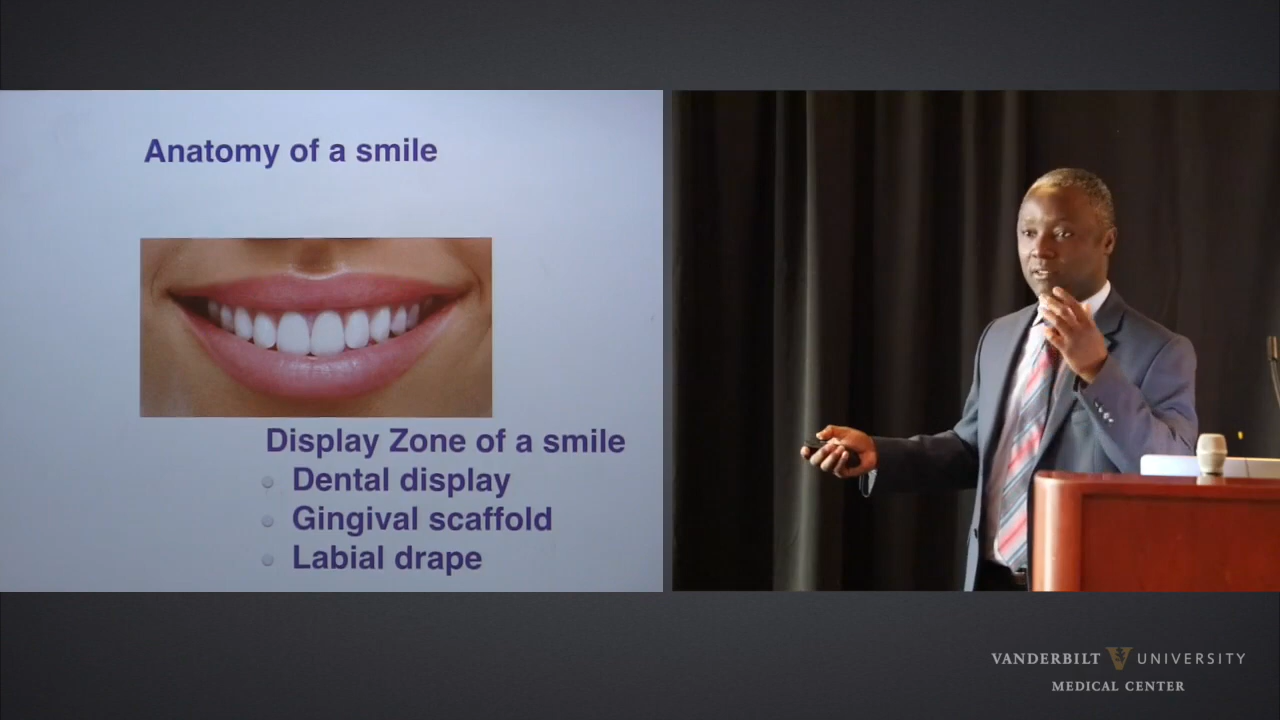 Anatomy of a smile
Display Zone of a smile
Dental display
Gingival scaffold
Labial drape
VANDERBILT UNIVERSITY
MEDICAL CENTER